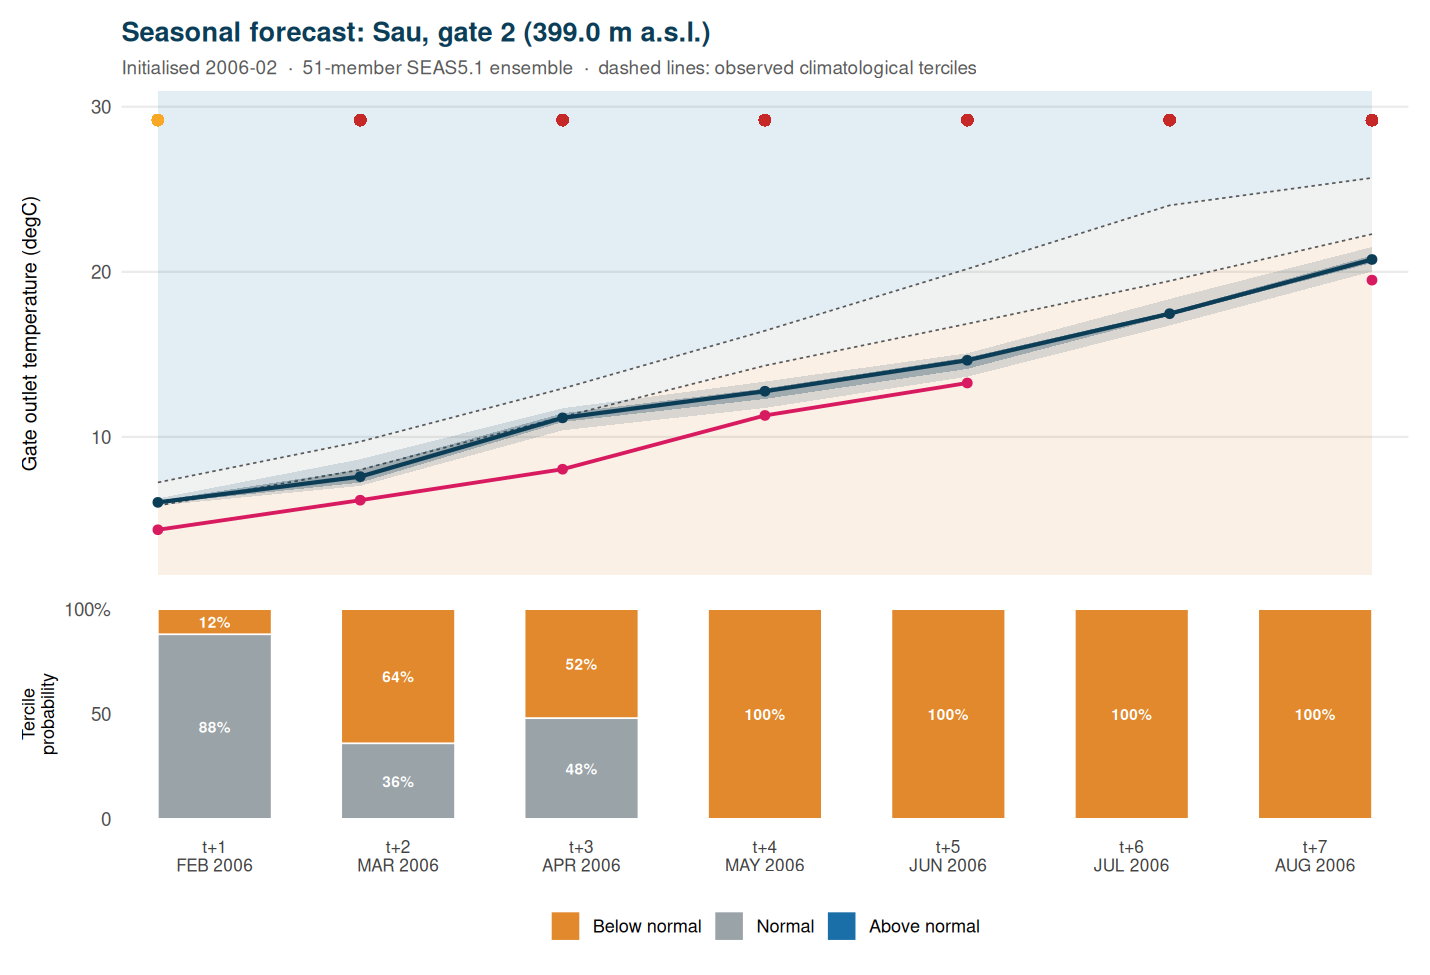 Seasonal forecast: Sau, gate 2 (399.0 m a.s.l.)
Initialised 2006-02 · 51-member SEAS5.1 ensemble · dashed lines: observed climatological terciles
Gate outlet temperature (degC)
30
20
10
Tercile
probability
100%
50
0
12%
88%
64%
36%
52%
48%
100%
100%
100%
100%
t+1
FEB 2006
t+2
MAR 2006
t+3
APR 2006
t+4
MAY 2006
t+5
JUN 2006
t+6
JUL 2006
t+7
AUG 2006
Below normal
Normal
Above normal